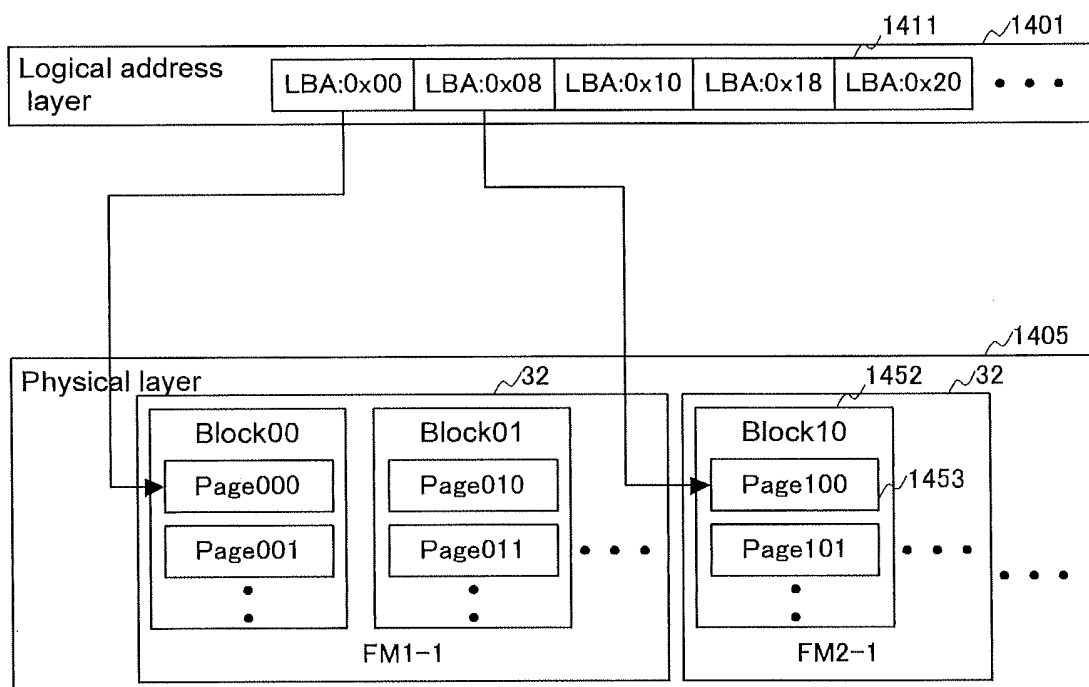 1411
1401
Logical address
layer
LBA:0x00
LBA:0x08
LBA:0x10
LBA:0x18
LBA:0x20
• • •
1405
Physical layer
32
1452
32
Block00
Block01
Block10
Page000
Page010
Page100
1453
Page001
Page011
• • •
Page101
• • •
• • •
FM1-1
FM2-1